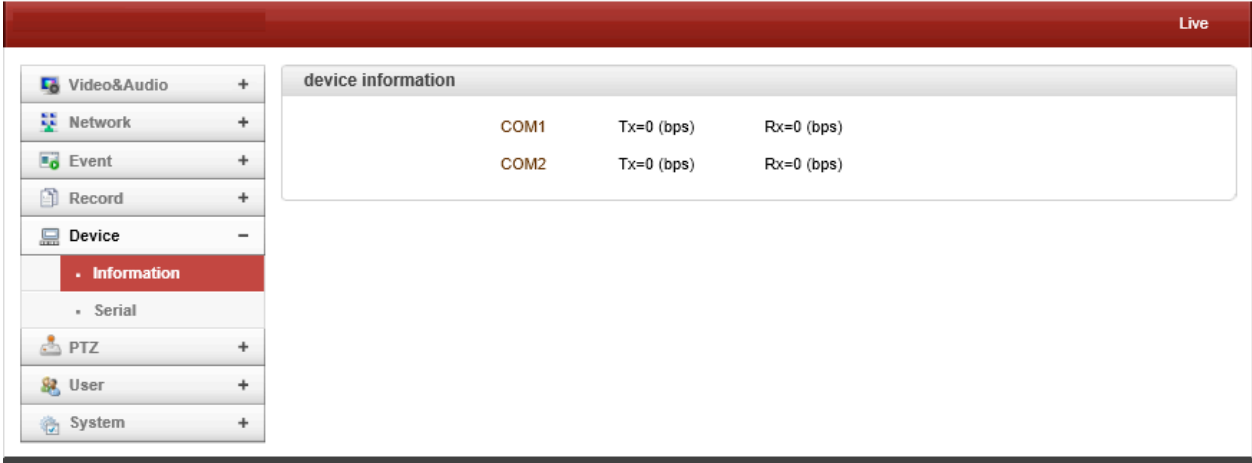 Live
Video&Audio +
Network +
Event +
Record +
Device −
Information
Serial
PTZ +
User +
System +
device information
COM1 Tx=0 (bps) Rx=0 (bps)
COM2 Tx=0 (bps) Rx=0 (bps)